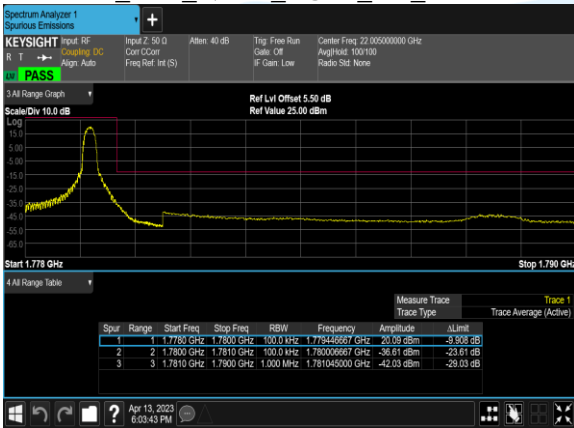 Spectrum Analyzer 1
Spurious Emissions
KEYSIGHT Input: RF Input Z: 50 Ω Atten: 40 dB Trig: Free Run Center Freq: 22.005000000 GHz
R T Coupling: DC Corr CCorr Gate: Off Avg|Hold: 100/100
Align: Auto Freq Ref: Int (S) IF Gain: Low Radio Std: None
PASS
3 All Range Graph
Ref Lvl Offset 5.50 dB
Scale/Div 10.0 dB Ref Value 25.00 dBm
Log
15.0
5.00
-5.00
-15.0
-25.0
-35.0
-45.0
-55.0
-65.0
Start 1.778 GHz Stop 1.790 GHz
4 All Range Table
Measure Trace Trace 1
Trace Type Trace Average (Active)
Spur Range Start Freq Stop Freq RBW Frequency Amplitude ΔLimit
1 1 1.7780 GHz 1.7800 GHz 100.0 kHz 1.779446667 GHz 20.09 dBm -9.908 dB
2 2 1.7800 GHz 1.7810 GHz 100.0 kHz 1.780006667 GHz -36.61 dBm -23.61 dB
3 3 1.7810 GHz 1.7900 GHz 1.000 MHz 1.781045000 GHz -42.03 dBm -29.03 dB
?
Apr 13, 2023
6:03:43 PM